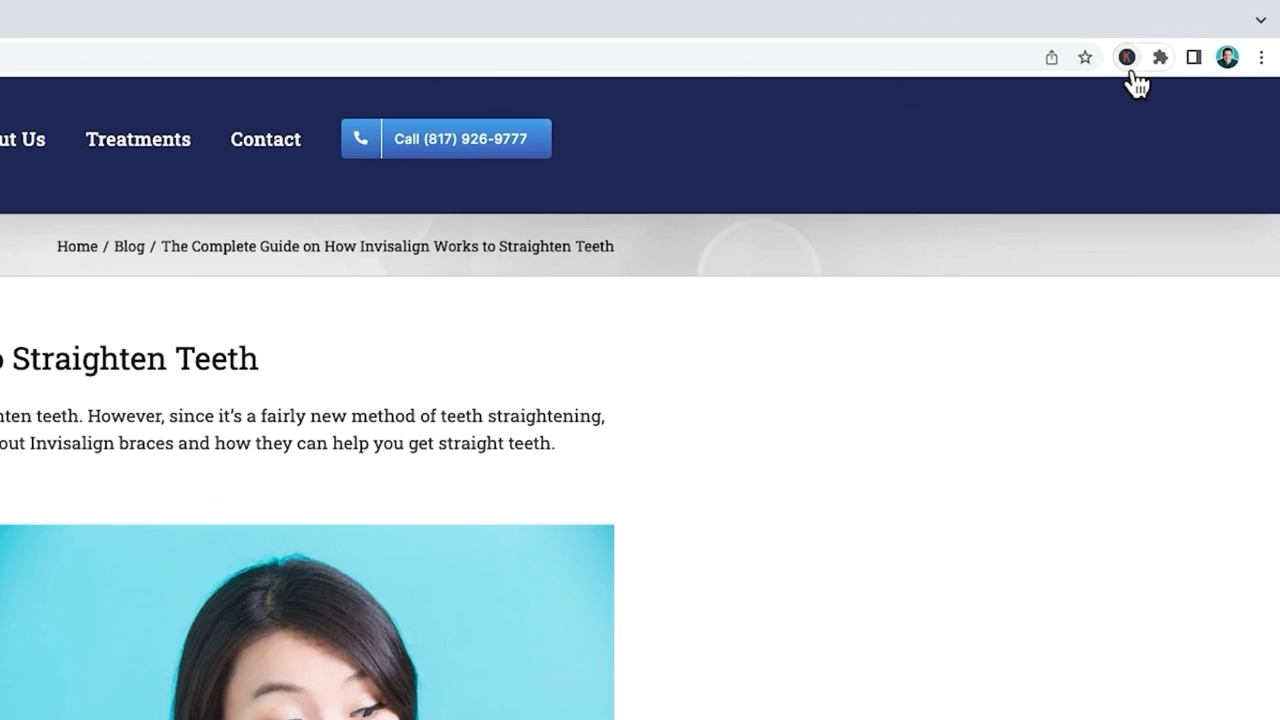 K
ut Us
Treatments
Contact
Call (817) 926-9777
Home / Blog / The Complete Guide on How Invisalign Works to Straighten Teeth
o Straighten Teeth
nten teeth. However, since it’s a fairly new method of teeth straightening,
out Invisalign braces and how they can help you get straight teeth.